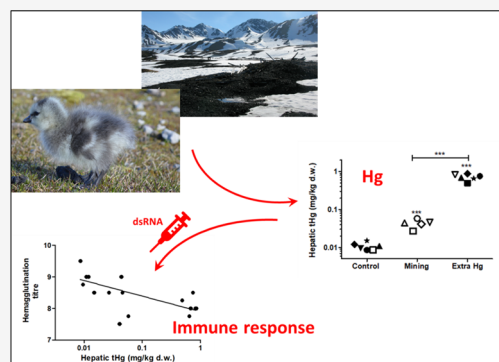 Hg
Hepatic tHg (mg/kg d.w.)
1
0.1
0.01
***
***
***
Control
Mining
Extra Hg
dsRNA
Hemagglutination
titre
10
9
8
7
0.01
0.1
1
Hepatic tHg (mg/kg d.w.)
Immune response